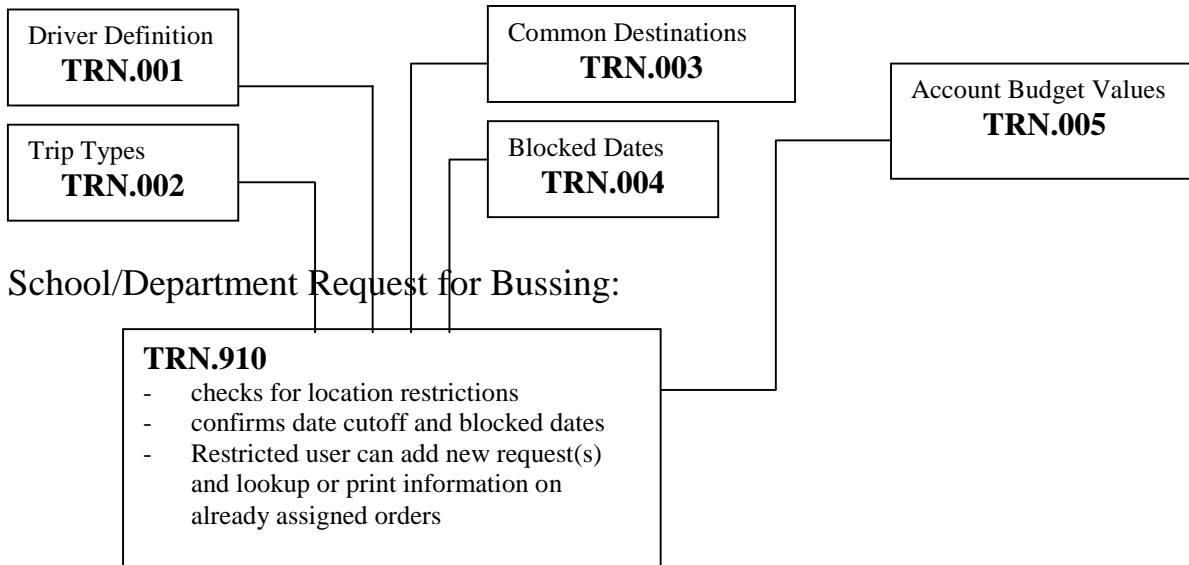 Driver Definition
TRN.001
Common Destinations
TRN.003
Account Budget Values
TRN.005
Trip Types
TRN.002
Blocked Dates
TRN.004
School/Department Request for Bussing:
TRN.910
- checks for location restrictions
- confirms date cutoff and blocked dates
- Restricted user can add new request(s)
and lookup or print information on
already assigned orders